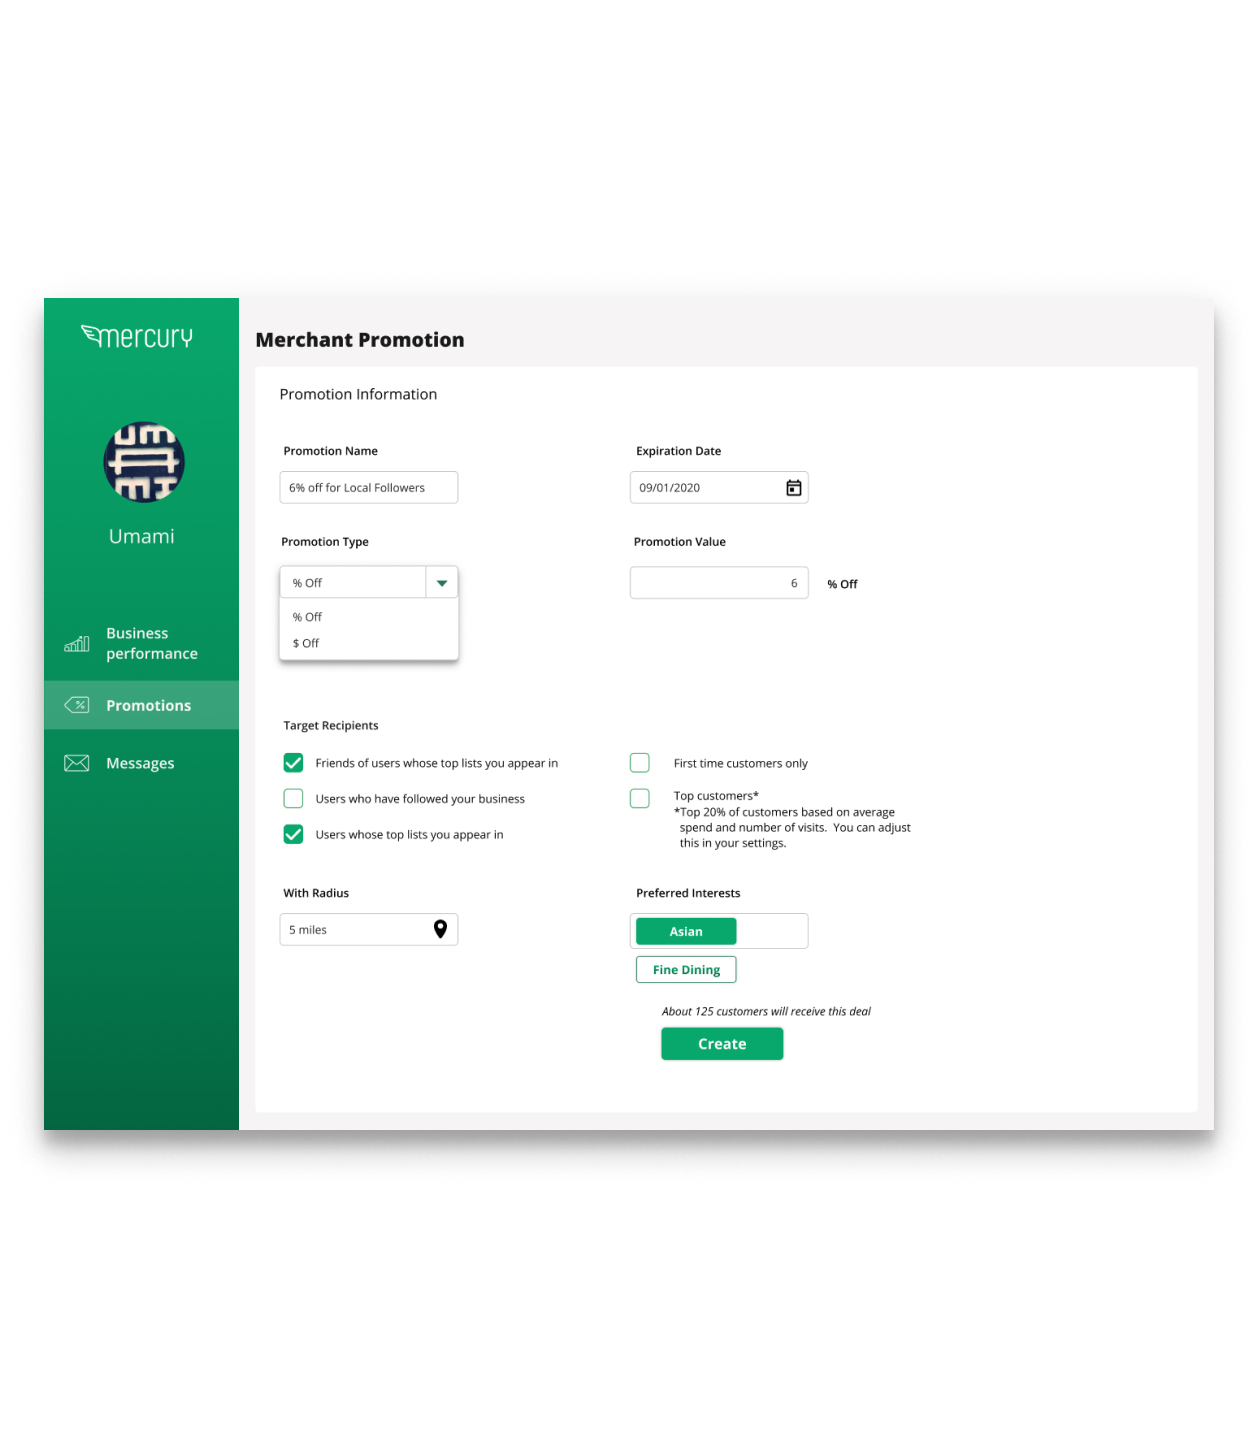 mercury
Umami
Business
performance
Promotions
Messages
Merchant Promotion
Promotion Information
Promotion Name
Expiration Date
6% off for Local Followers
09/01/2020
Promotion Type
Promotion Value
% Off
6
% Off
% Off
$ Off
Target Recipients
Friends of users whose top lists you appear in
First time customers only
Users who have followed your business
Top customers*
*Top 20% of customers based on average
spend and number of visits. You can adjust
this in your settings.
Users whose top lists you appear in
With Radius
Preferred Interests
5 miles
Asian
Fine Dining
About 125 customers will receive this deal
Create